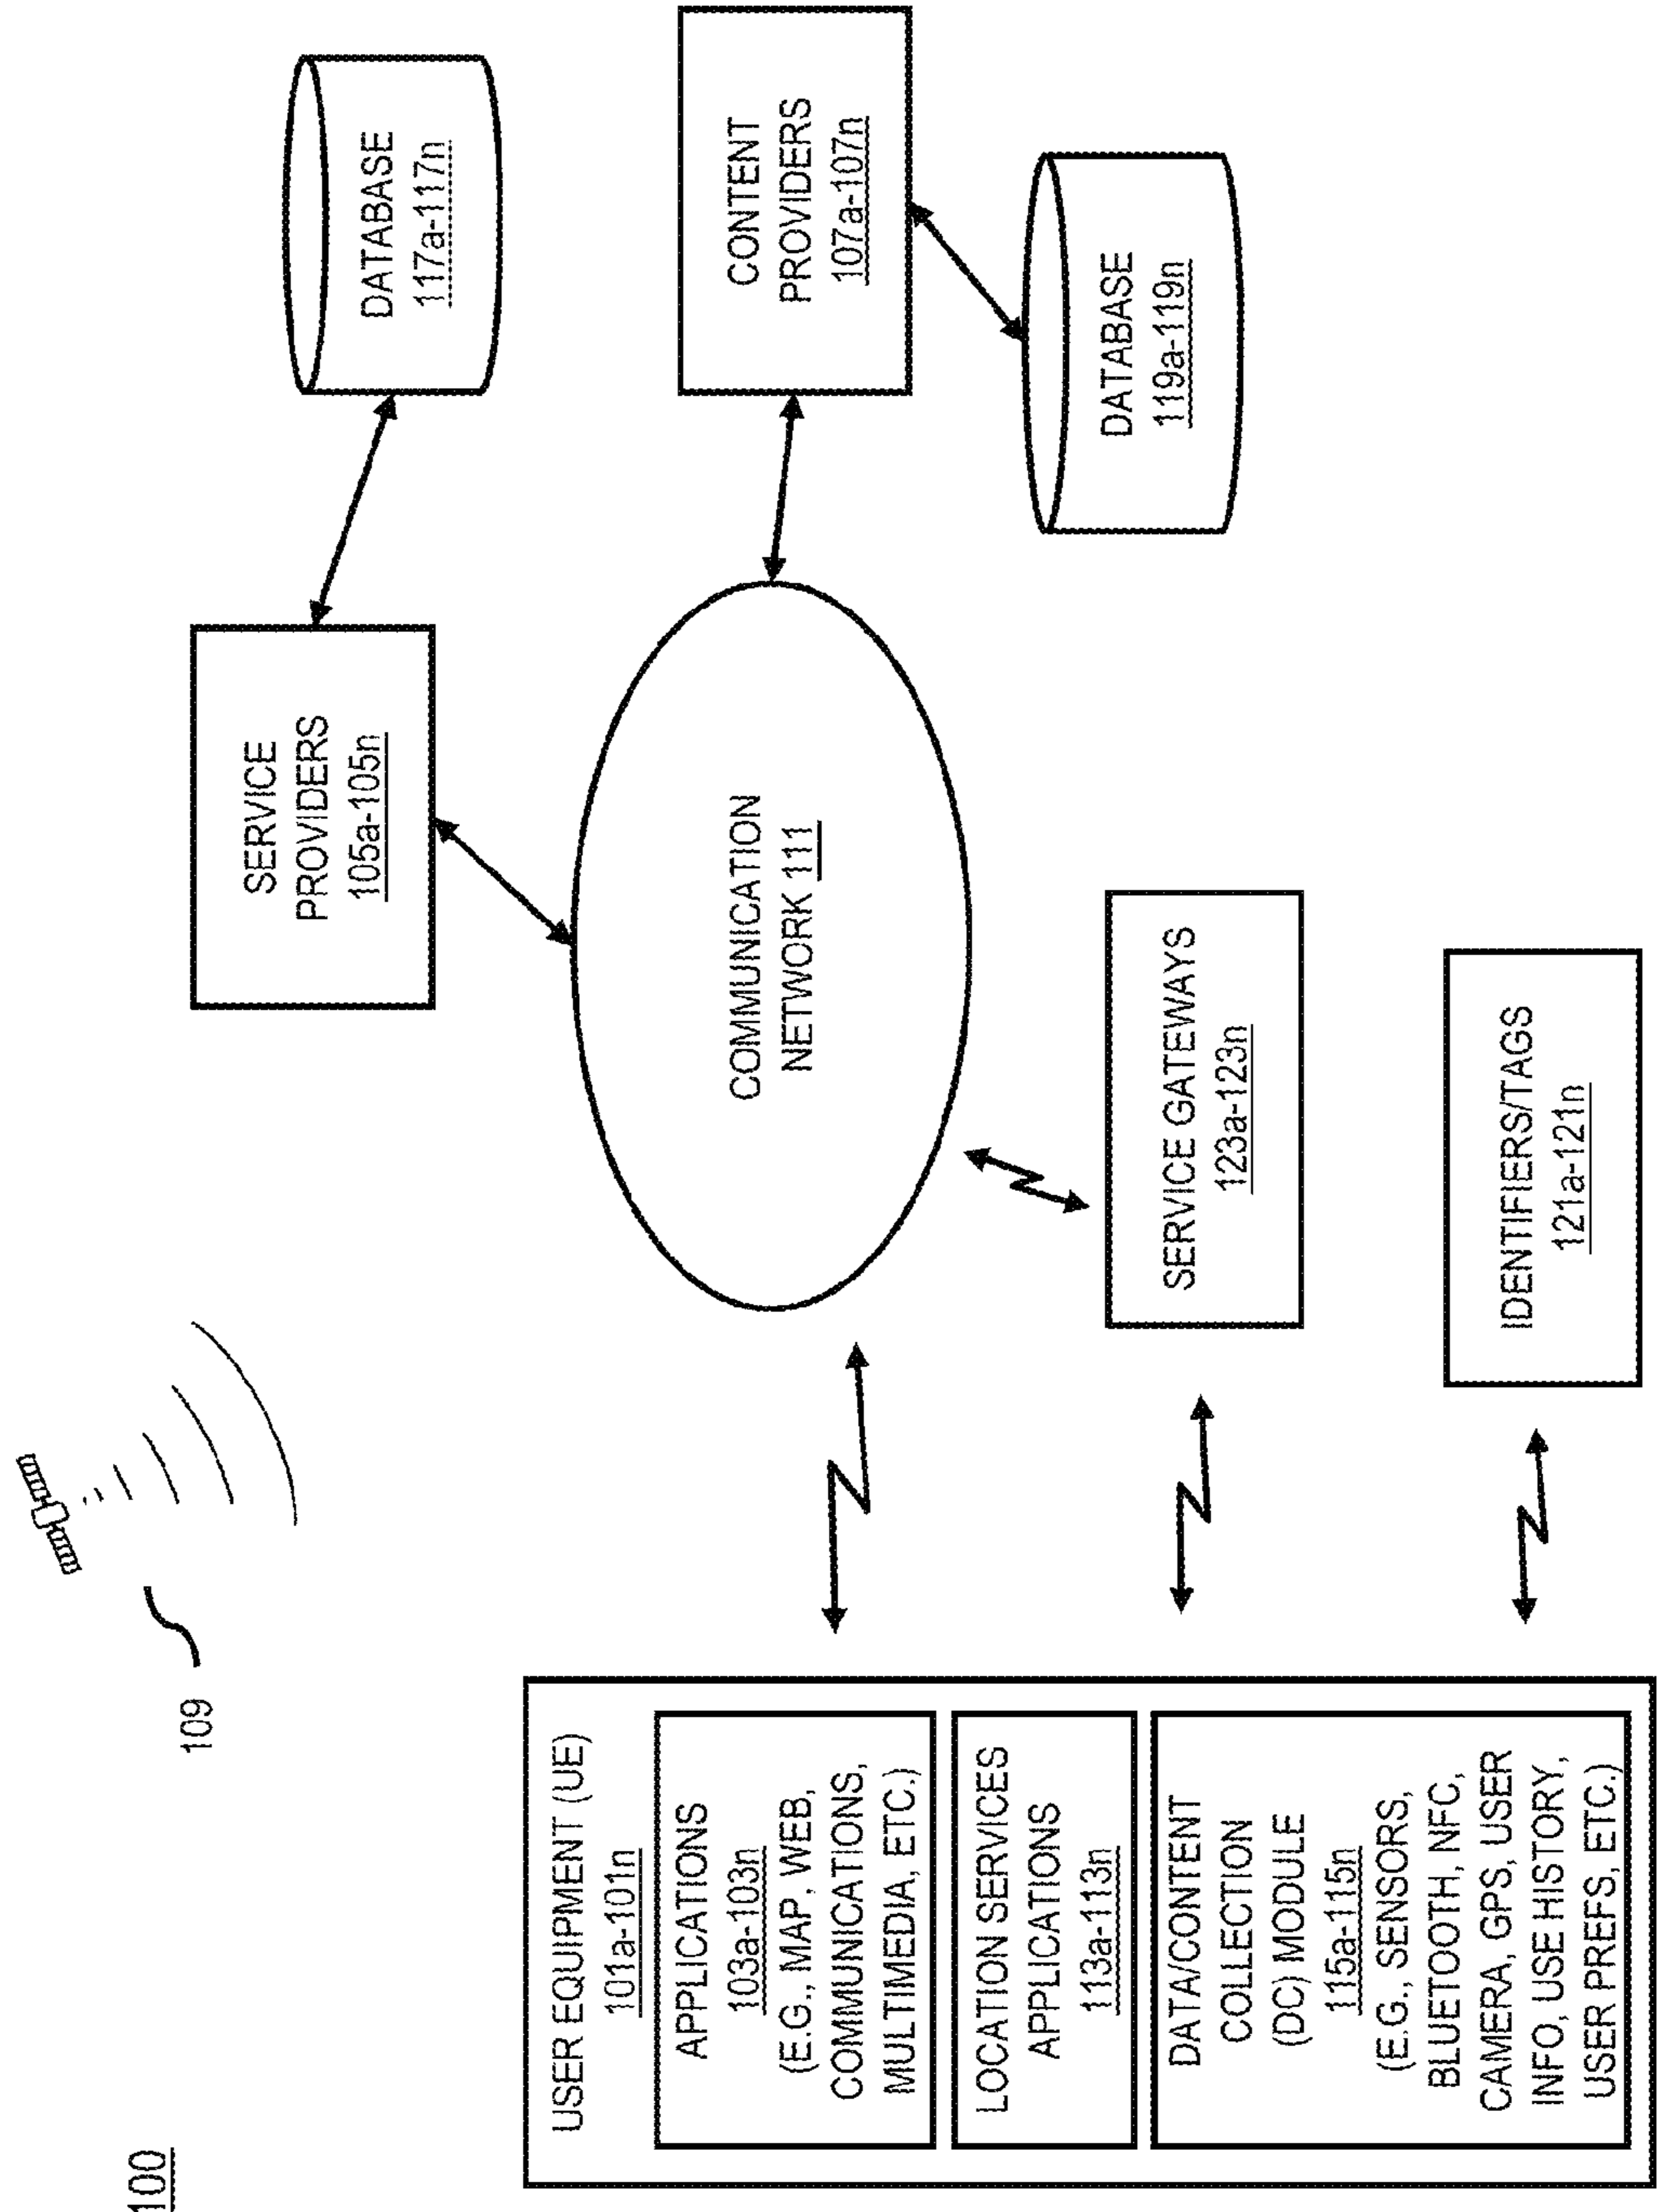 100
109
USER EQUIPMENT (UE)
101a-101n
APPLICATIONS
103a-103n
(E.G., MAP, WEB,
COMMUNICATIONS,
MULTIMEDIA, ETC.)
LOCATION SERVICES
APPLICATIONS
113a-113n
DATA/CONTENT
COLLECTION
(DC) MODULE
115a-115n
(E.G., SENSORS,
BLUETOOTH, NFC,
CAMERA, GPS, USER
INFO, USE HISTORY,
USER PREFS, ETC.)
SERVICE
PROVIDERS
105a-105n
DATABASE
117a-117n
COMMUNICATION
NETWORK 111
CONTENT
PROVIDERS
107a-107n
DATABASE
119a-119n
SERVICE GATEWAYS
123a-123n
IDENTIFIERS/TAGS
121a-121n